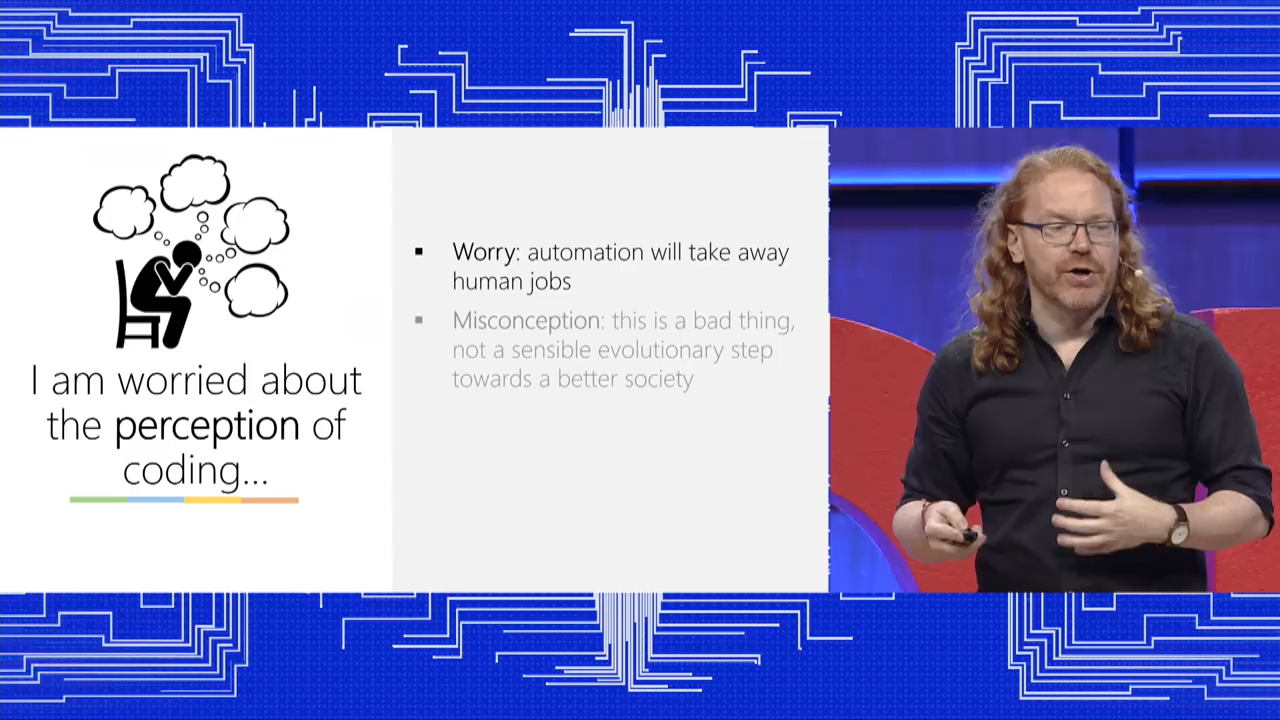 I am worried about
the perception of
coding...
Worry: automation will take away
human jobs
Misconception: this is a bad thing,
not a sensible evolutionary step
towards a better society